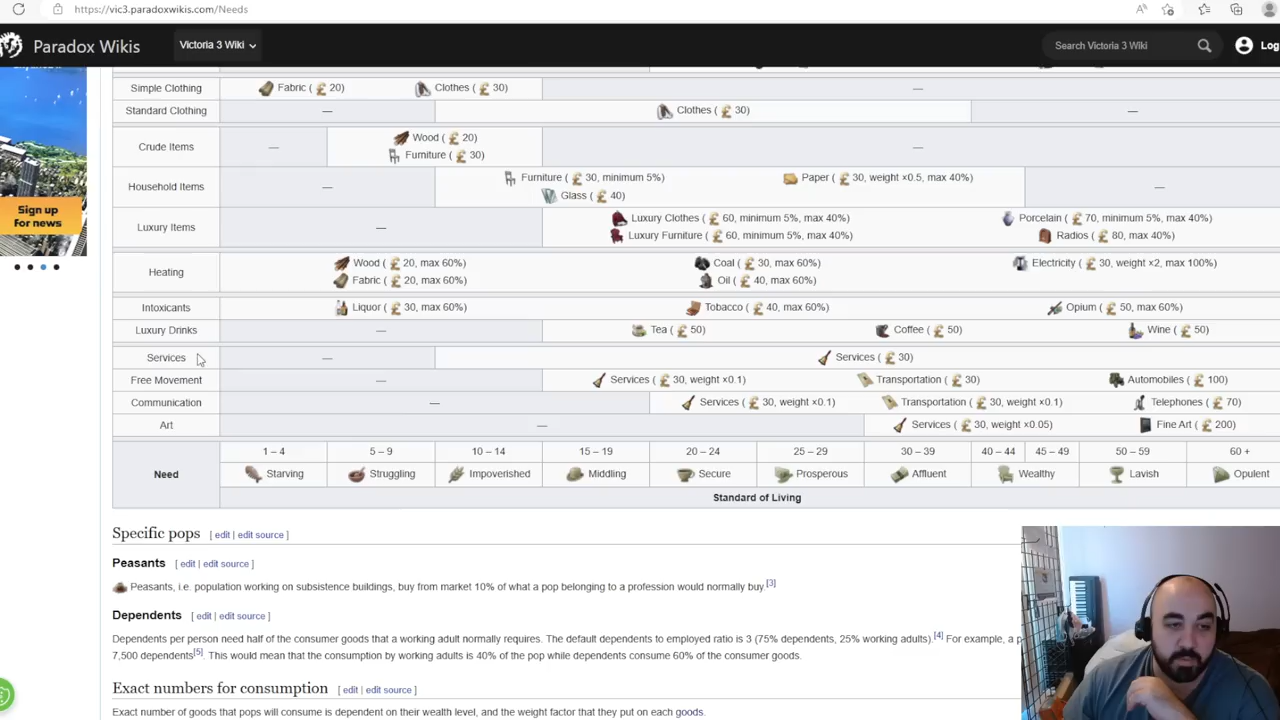 https://vic3.paradoxwikis.com/Needs
Paradox Wikis
Victoria 3 Wiki
Search Victoria 3 Wiki
Log
Simple Clothing
Fabric ( £ 20)
Clothes ( £ 30)
—
Standard Clothing
—
Clothes ( £ 30)
—
Crude Items
—
Wood ( £ 20)
Furniture ( £ 30)
—
Household Items
—
Furniture ( £ 30, minimum 5%)
Paper ( £ 30, weight ×0.5, max 40%)
Glass ( £ 40)
—
Luxury Items
—
Luxury Clothes ( £ 60, minimum 5%, max 40%)
Porcelain ( £ 70, minimum 5%, max 40%)
Luxury Furniture ( £ 60, minimum 5%, max 40%)
Radios ( £ 80, max 40%)
Heating
Wood ( £ 20, max 60%)
Coal ( £ 30, max 60%)
Electricity ( £ 30, weight ×2, max 100%)
Fabric ( £ 20, max 60%)
Oil ( £ 40, max 60%)
Intoxicants
Liquor ( £ 30, max 60%)
Tobacco ( £ 40, max 60%)
Opium ( £ 50, max 60%)
Luxury Drinks
—
Tea ( £ 50)
Coffee ( £ 50)
Wine ( £ 50)
Services
—
Services ( £ 30)
Free Movement
—
Services ( £ 30, weight ×0.1)
Transportation ( £ 30)
Automobiles ( £ 100)
Communication
—
Services ( £ 30, weight ×0.1)
Transportation ( £ 30, weight ×0.1)
Telephones ( £ 70)
Art
—
Services ( £ 30, weight ×0.05)
Fine Art ( £ 200)
Need
1 – 4
5 – 9
10 – 14
15 – 19
20 – 24
25 – 29
30 – 39
40 – 44
45 – 49
50 – 59
60 +
Starving
Struggling
Impoverished
Middling
Secure
Prosperous
Affluent
Wealthy
Lavish
Opulent
Standard of Living
Sign up
For news
Specific pops [ edit | edit source ]
Peasants [ edit | edit source ]
Peasants, i.e. population working on subsistence buildings, buy from market 10% of what a pop belonging to a profession would normally buy.[3]
Dependents [ edit | edit source ]
Dependents per person need half of the consumer goods that a working adult normally requires. The default dependents to employed ratio is 3 (75% dependents, 25% working adults).[4] For example, a p
7,500 dependents[5]. This would mean that the consumption by working adults is 40% of the pop while dependents consume 60% of the consumer goods.
Exact numbers for consumption [ edit | edit source ]
Exact number of goods that pops will consume is dependent on their wealth level, and the weight factor that they put on each goods.